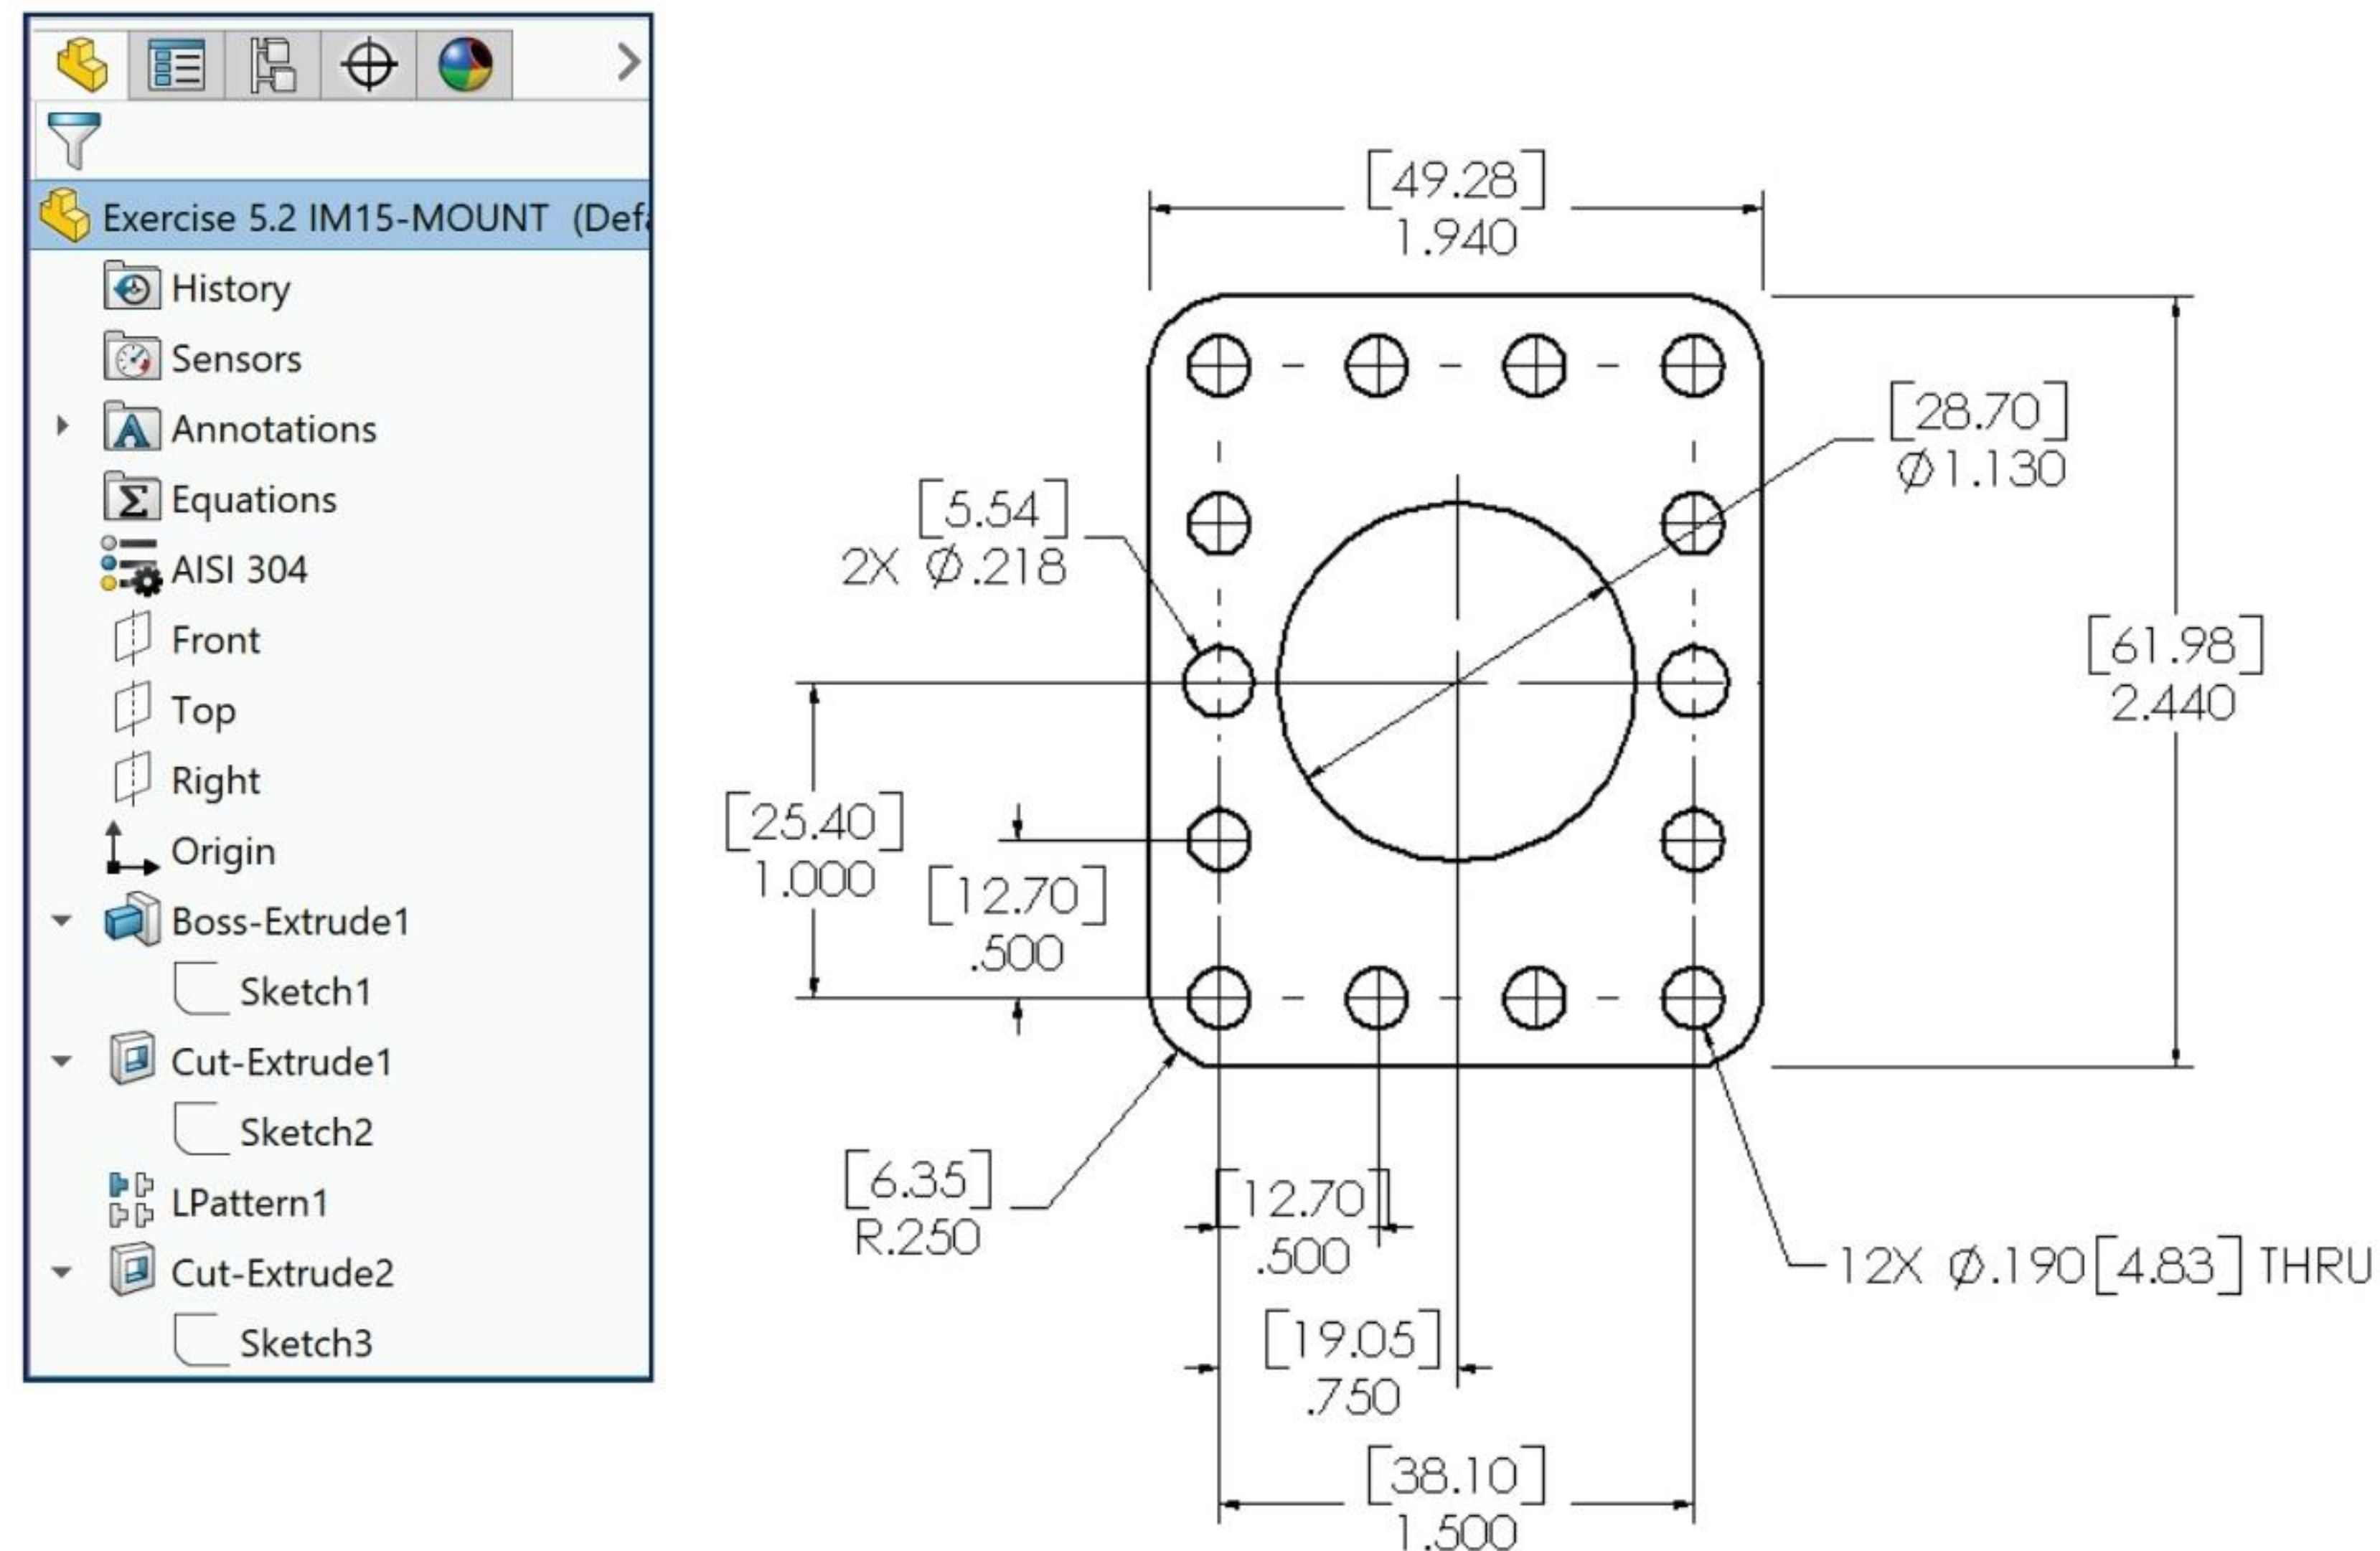 Exercise 5.2 IM15-MOUNT (Defa
History
Sensors
Annotations
Equations
AISI 304
Front
Top
Right
Origin
Boss-Extrude1
Sketch1
Cut-Extrude1
Sketch2
LPattern1
Cut-Extrude2
Sketch3
[49.28]
1.940
[28.70]
Ø1.130
[5.54]
2X Ø.218
[61.98]
2.440
[25.40]
1.000
[12.70]
.500
[6.35]
R.250
[12.70]
.500
12X Ø.190[4.83] THRU
[19.05]
.750
[38.10]
1.500